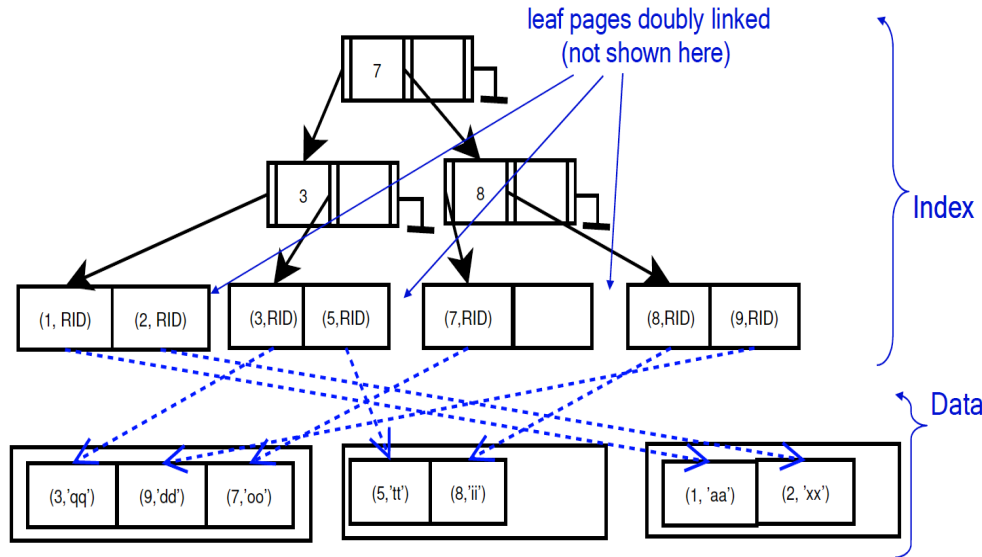 leaf pages doubly linked
(not shown here)
7
3
8
Index
(1, RID) (2, RID) (3,RID) (5,RID) (7,RID) (8,RID) (9,RID)
Data
(3,'qq') (9,'dd') (7,'oo') (5,'tt') (8,'ii') (1, 'aa') (2, 'xx')